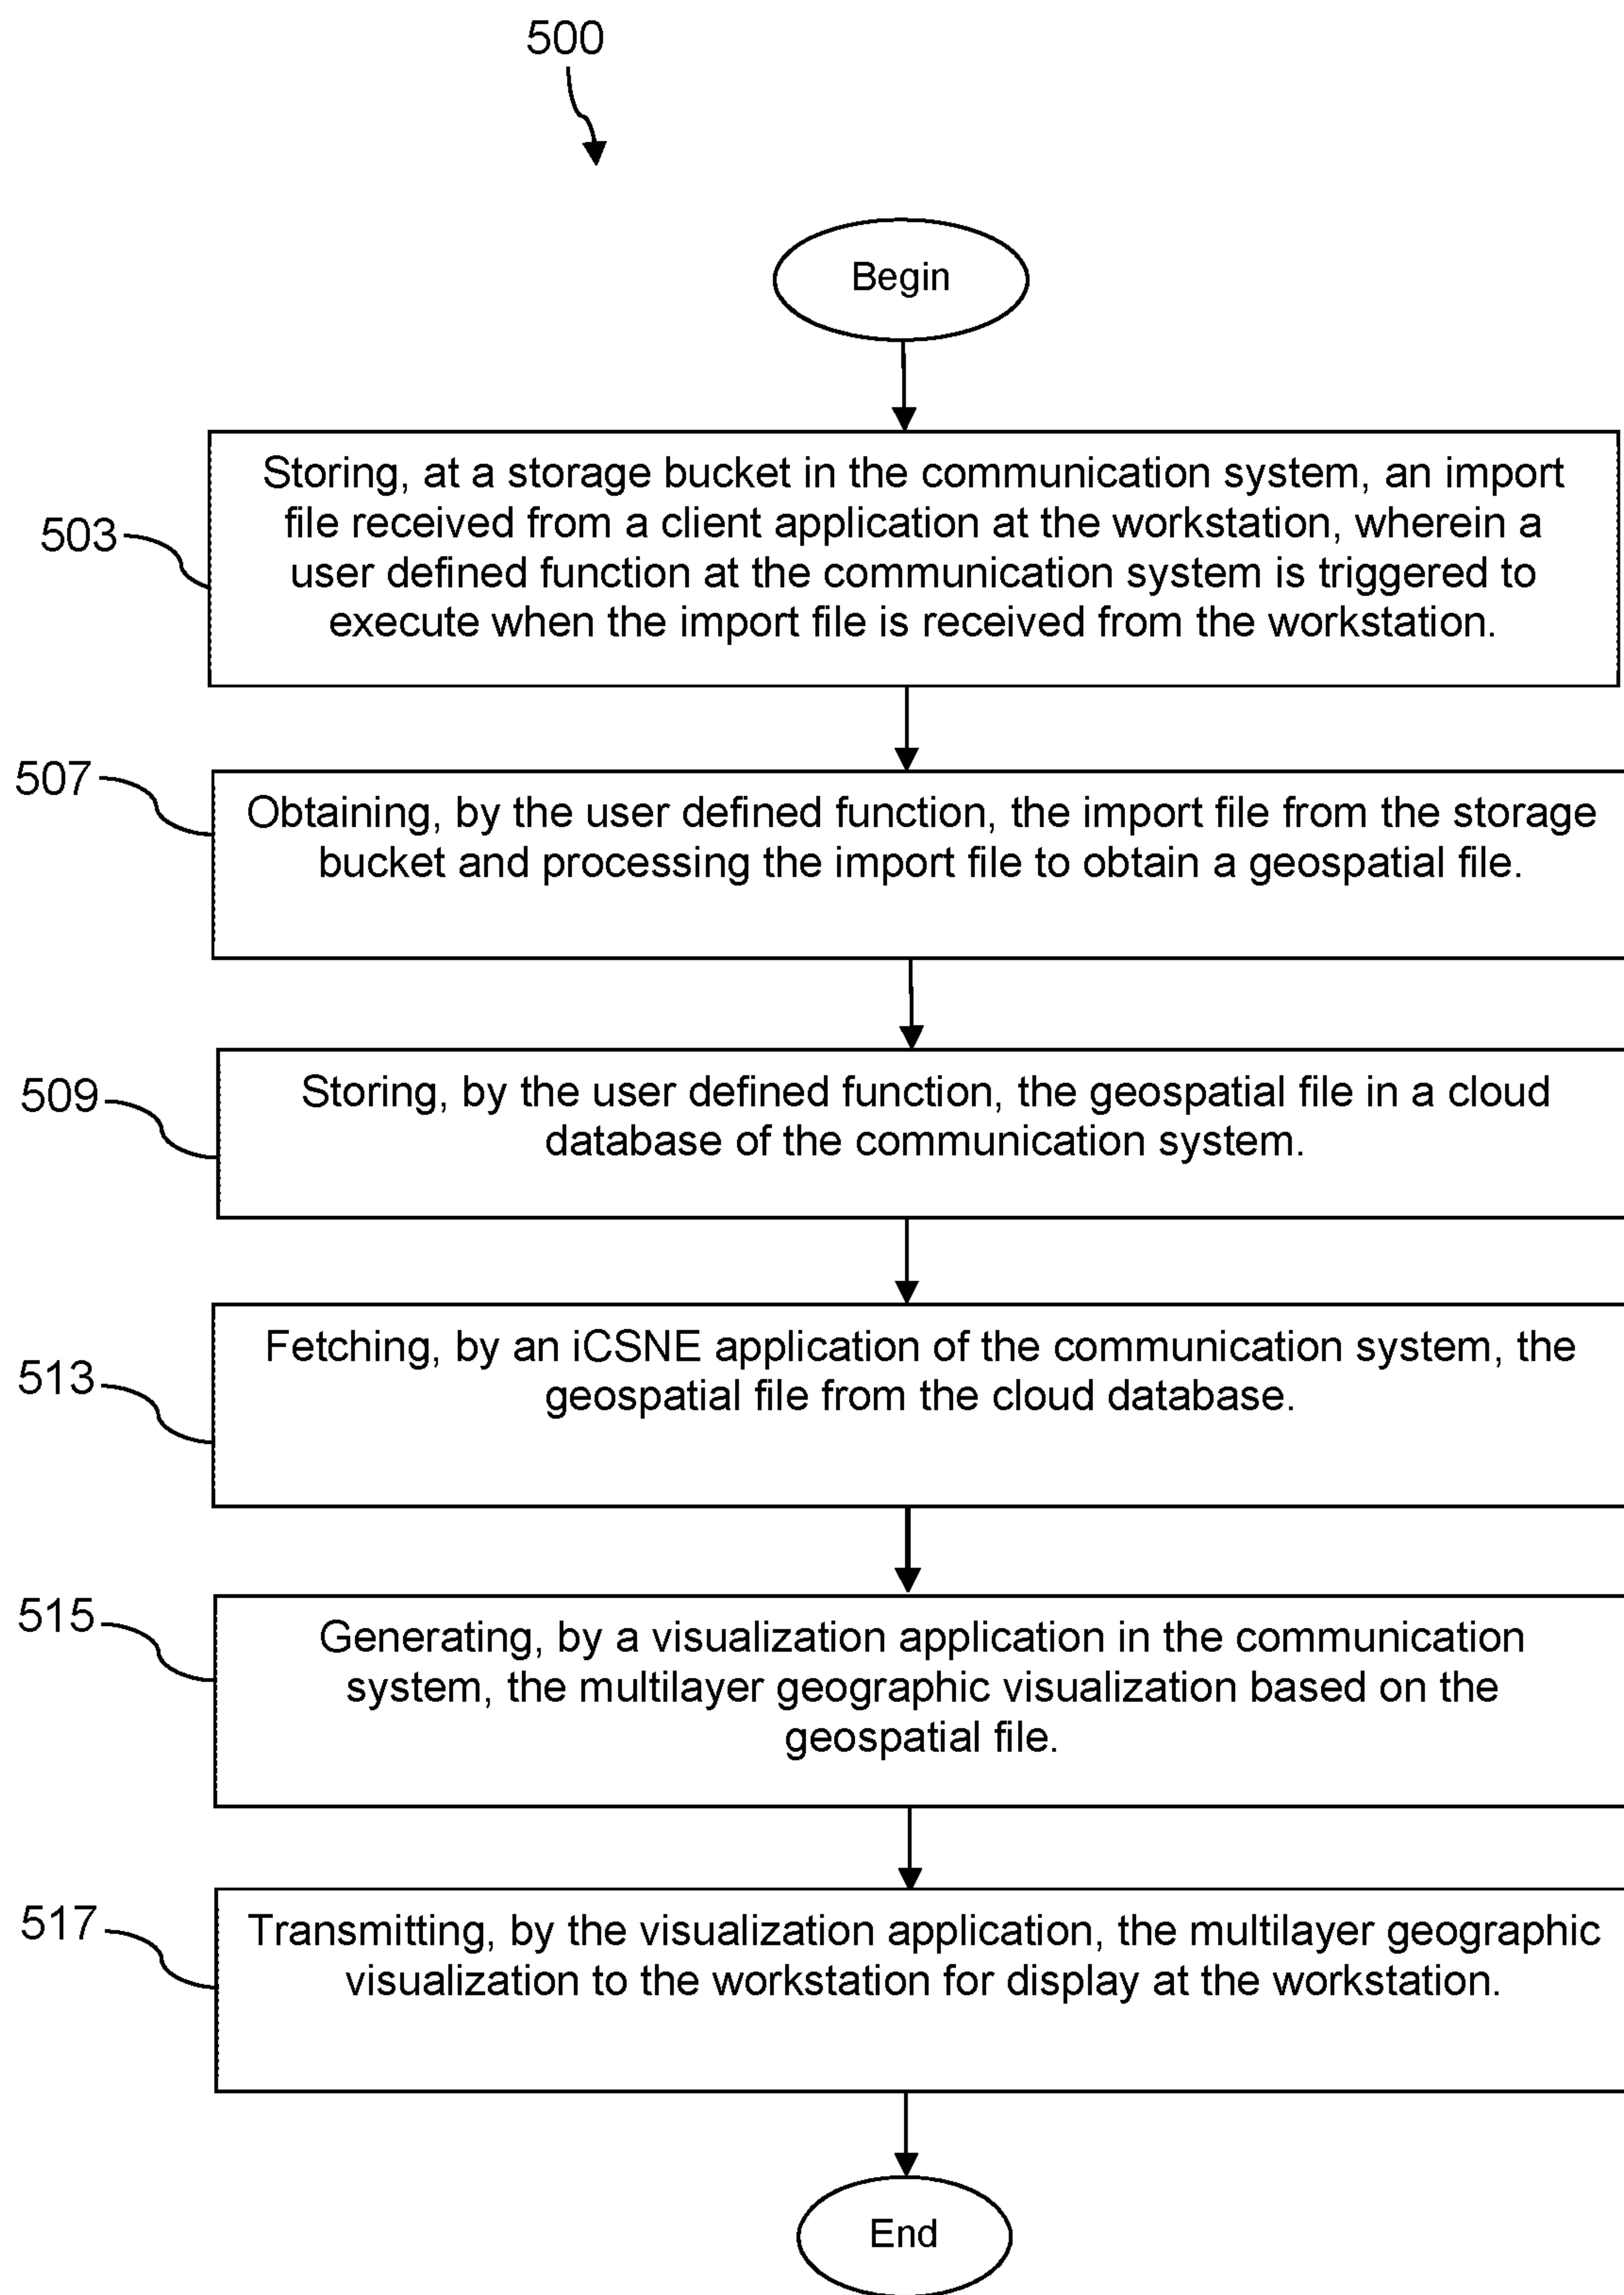 500
Begin
503
Storing, at a storage bucket in the communication system, an import
file received from a client application at the workstation, wherein a
user defined function at the communication system is triggered to
execute when the import file is received from the workstation.
507
Obtaining, by the user defined function, the import file from the storage
bucket and processing the import file to obtain a geospatial file.
509
Storing, by the user defined function, the geospatial file in a cloud
database of the communication system.
513
Fetching, by an iCSNE application of the communication system, the
geospatial file from the cloud database.
515
Generating, by a visualization application in the communication
system, the multilayer geographic visualization based on the
geospatial file.
517
Transmitting, by the visualization application, the multilayer geographic
visualization to the workstation for display at the workstation.
End